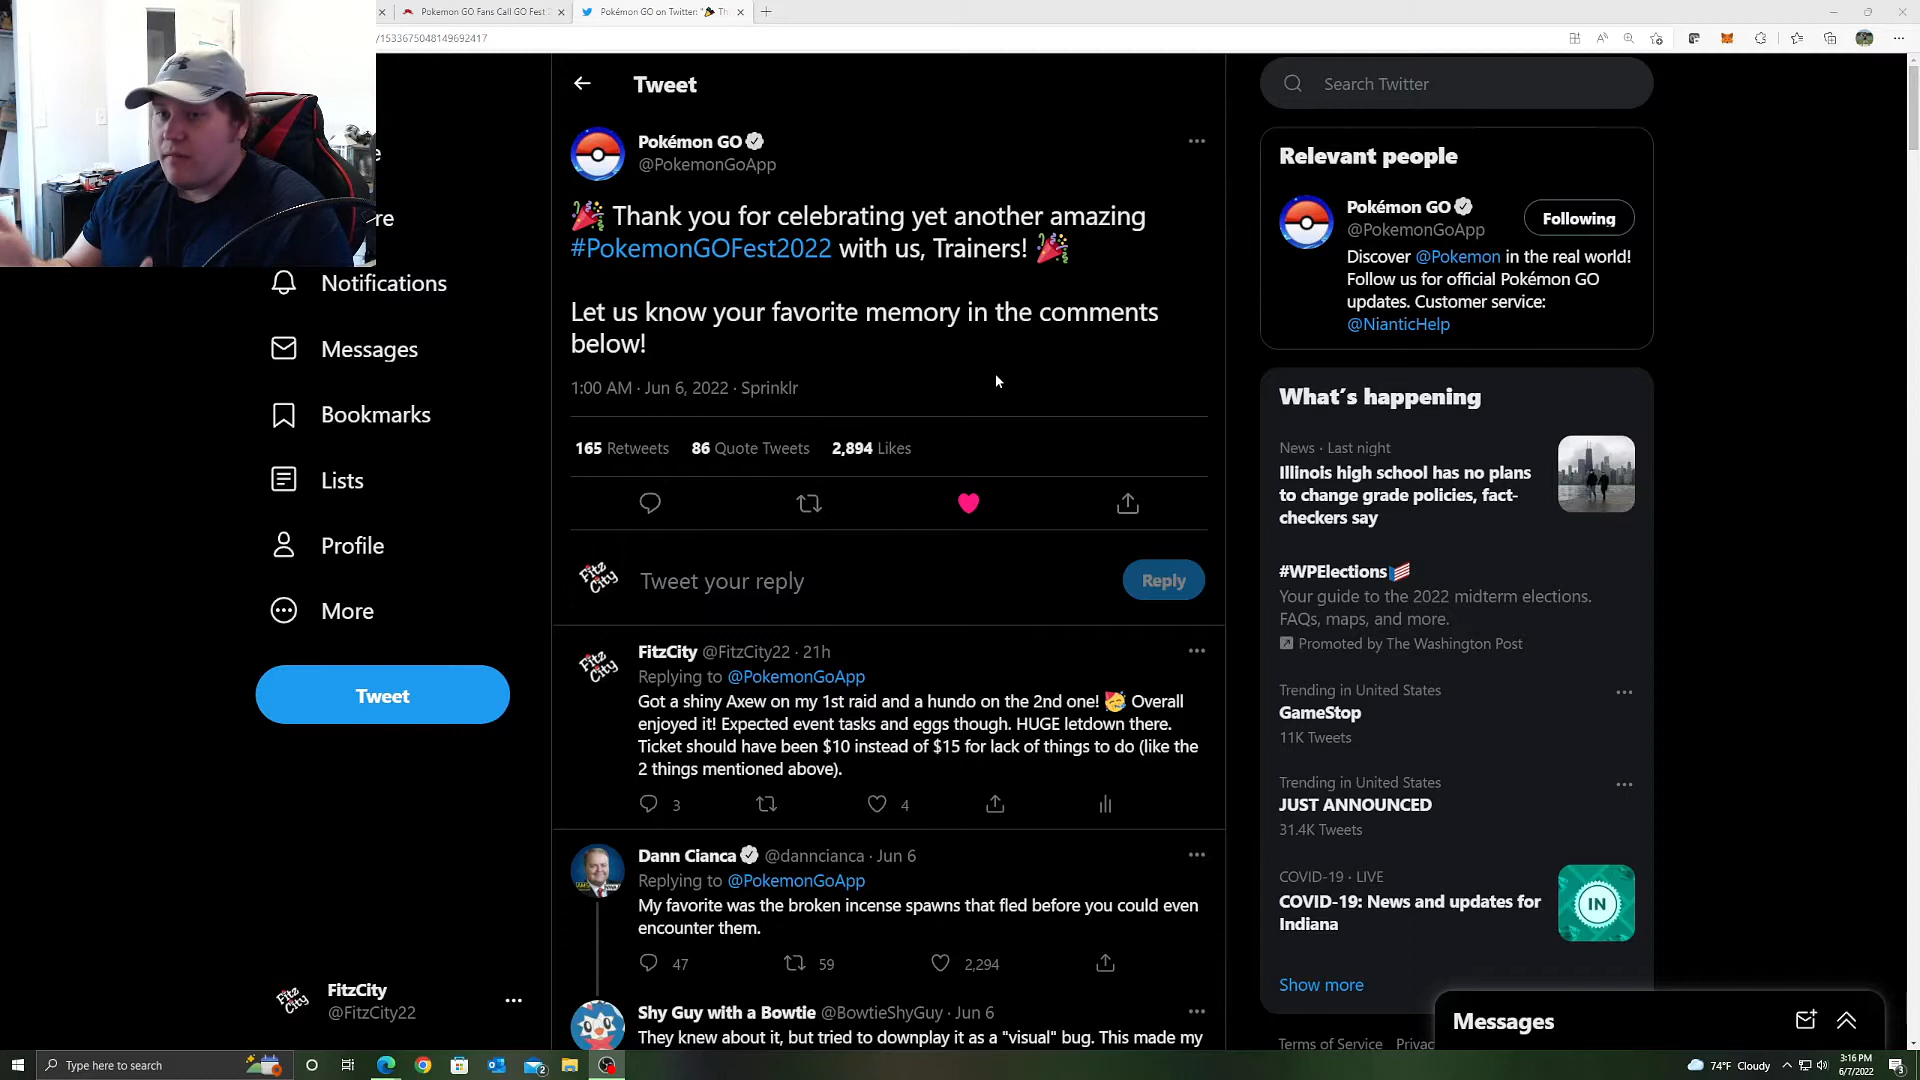 Pokemon GO Fans Call GO Fest 2
Pokémon GO on Twitter: "🎉 Th
/1533675048149692417
Tweet
Search Twitter
Pokémon GO
@PokemonGoApp
🎉 Thank you for celebrating yet another amazing
#PokemonGOFest2022 with us, Trainers! 🎉
Let us know your favorite memory in the comments
below!
1:00 AM · Jun 6, 2022 · Sprinklr
165 Retweets 86 Quote Tweets 2,894 Likes
Tweet your reply
Reply
FitzCity @FitzCity22 · 21h
Replying to @PokemonGoApp
Got a shiny Axew on my 1st raid and a hundo on the 2nd one! 🥳 Overall
enjoyed it! Expected event tasks and eggs though. HUGE letdown there.
Ticket should have been $10 instead of $15 for lack of things to do (like the
2 things mentioned above).
3 4
Dann Cianca @danncianca · Jun 6
Replying to @PokemonGoApp
My favorite was the broken incense spawns that fled before you could even
encounter them.
47 59 2,294
Shy Guy with a Bowtie @BowtieShyGuy · Jun 6
They knew about it, but tried to downplay it as a "visual" bug. This made my
e
re
Notifications
Messages
Bookmarks
Lists
Profile
More
Tweet
FitzCity
@FitzCity22
Relevant people
Pokémon GO
@PokemonGoApp
Following
Discover @Pokemon in the real world!
Follow us for official Pokémon GO
updates. Customer service:
@NianticHelp
What's happening
News · Last night
Illinois high school has no plans
to change grade policies, fact-
checkers say
#WPElections
Your guide to the 2022 midterm elections.
FAQs, maps, and more.
Promoted by The Washington Post
Trending in United States
GameStop
11K Tweets
Trending in United States
JUST ANNOUNCED
31.4K Tweets
COVID-19 · LIVE
COVID-19: News and updates for
Indiana
IN
Show more
Terms of Service Privac
Messages
Type here to search
2
74°F Cloudy
3:16 PM
6/7/2022
3